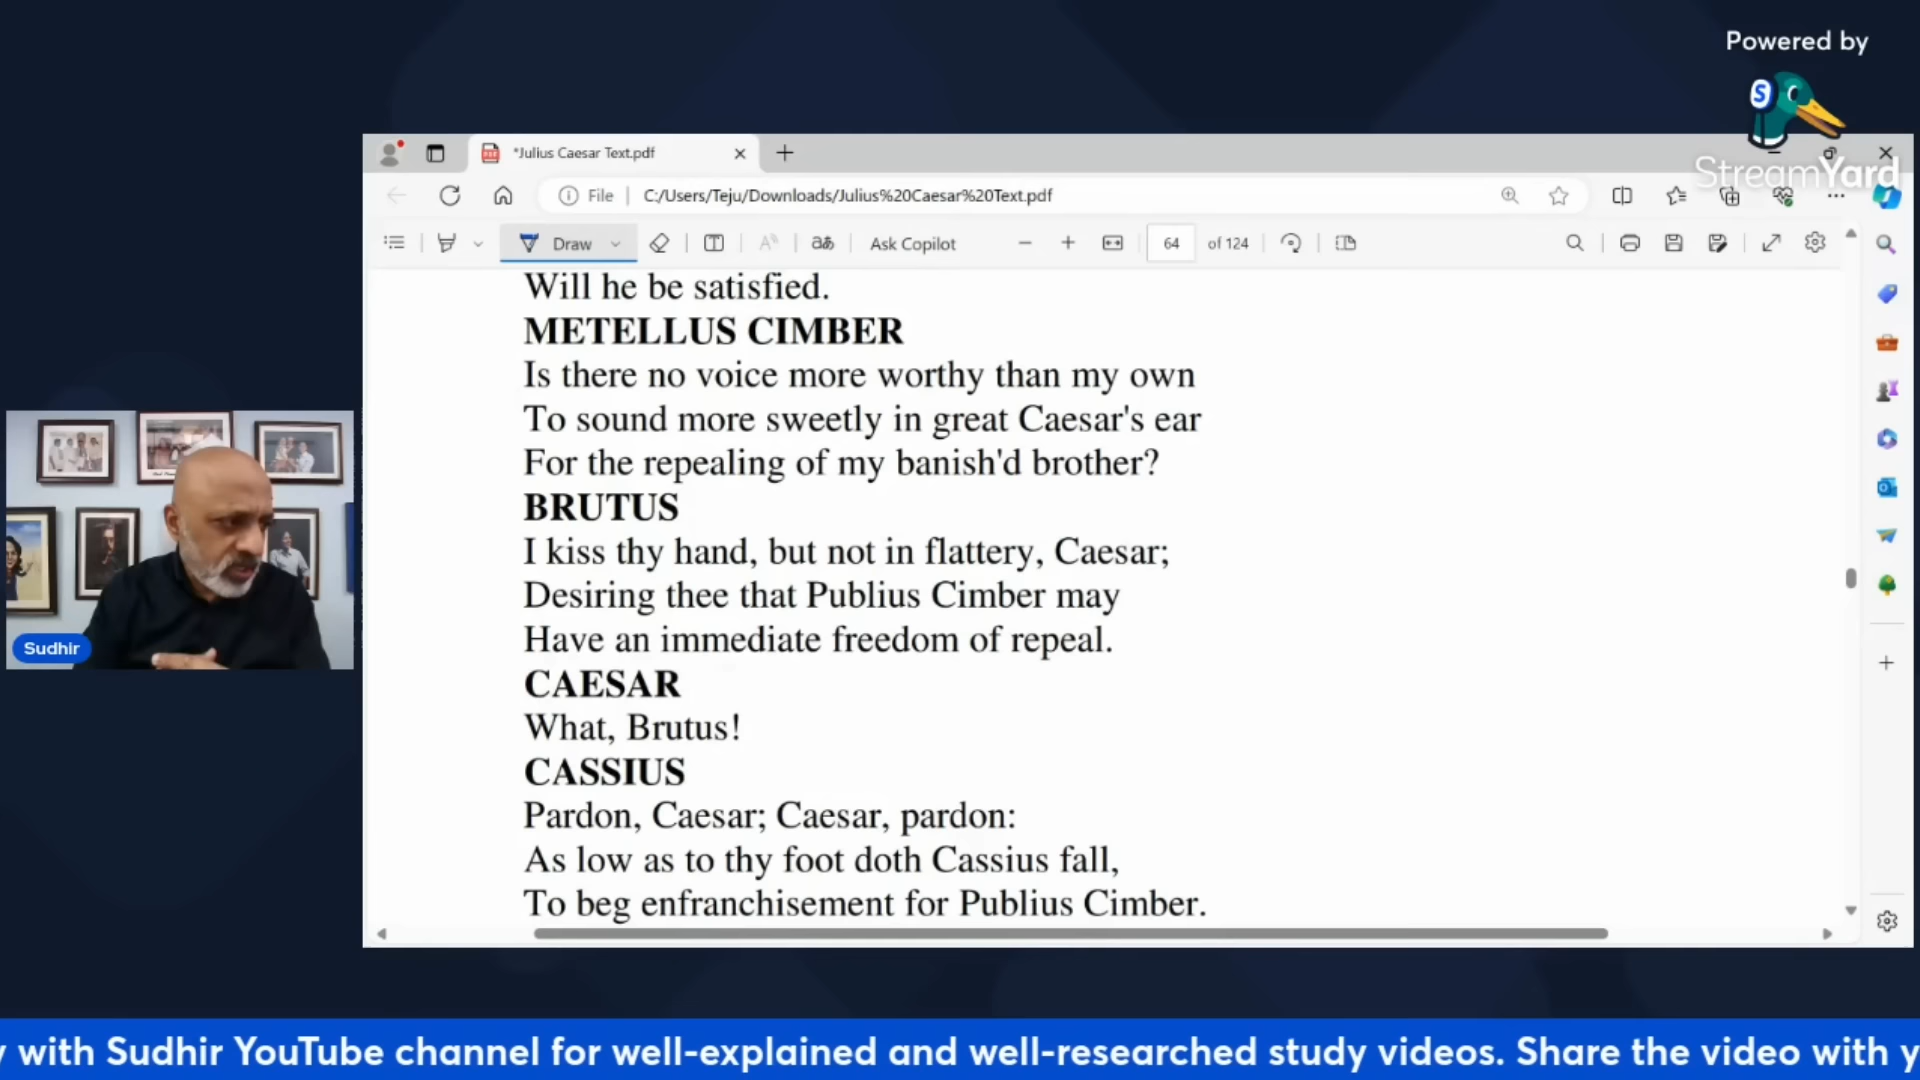 Powered by
StreamYard
*Julius Caesar Text.pdf
File
C:/Users/Teju/Downloads/Julius%20Caesar%20Text.pdf
Draw
aあ
Ask Copilot
64
of 124
Will he be satisfied.
METELLUS CIMBER
Is there no voice more worthy than my own
To sound more sweetly in great Caesar's ear
For the repealing of my banish'd brother?
BRUTUS
I kiss thy hand, but not in flattery, Caesar;
Desiring thee that Publius Cimber may
Have an immediate freedom of repeal.
CAESAR
What, Brutus!
CASSIUS
Pardon, Caesar; Caesar, pardon:
As low as to thy foot doth Cassius fall,
To beg enfranchisement for Publius Cimber.
Sudhir
with Sudhir YouTube channel for well-explained and well-researched study videos. Share the video with